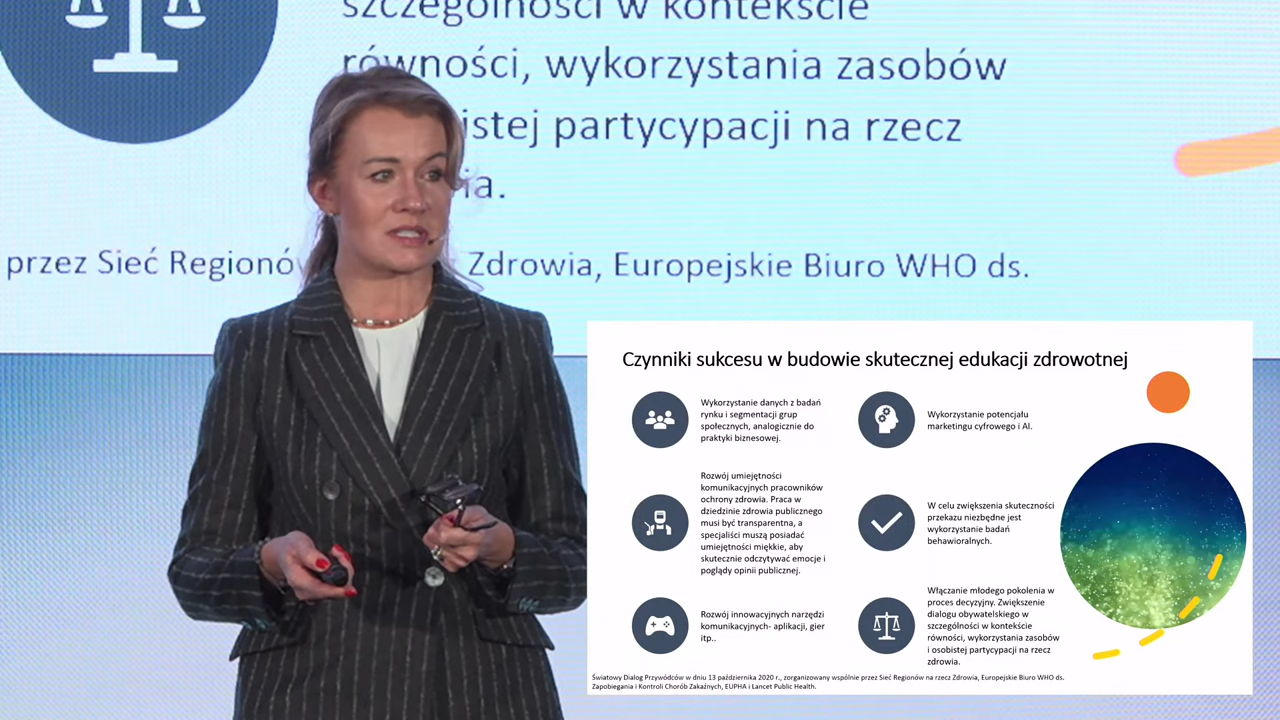 szczególności w kontekście
równości, wykorzystania zasobów
istej partycypacji na rzecz
ia.
przez Sieć Regionów Zdrowia, Europejskie Biuro WHO ds.
Czynniki sukcesu w budowie skutecznej edukacji zdrowotnej
Wykorzystanie danych z badań
rynku i segmentacji grup
społecznych, analogicznie do
praktyki biznesowej.
Wykorzystanie potencjału
marketingu cyfrowego i AI.
Rozwój umiejętności
komunikacyjnych pracowników
ochrony zdrowia. Praca w
dziedzinie zdrowia publicznego
musi być transparentna, a
specjaliści muszą posiadać
umiejętności miękkie, aby
skutecznie odczytywać emocje i
poglądy opinii publicznej.
W celu zwiększenia skuteczności
przekazu niezbędne jest
wykorzystanie badań
behawioralnych.
Rozwój innowacyjnych narzędzi
komunikacyjnych- aplikacji, gier
itp..
Włączanie młodego pokolenia w
proces decyzyjny. Zwiększenie
dialogu obywatelskiego w
szczególności w kontekście
równości, wykorzystania zasobów
i osobistej partycypacji na rzecz
zdrowia.
Światowy Dialog Przywódców w dniu 13 października 2020 r., zorganizowany wspólnie przez Sieć Regionów na rzecz Zdrowia, Europejskie Biuro WHO ds.
Zapobiegania i Kontroli Chorób Zakaźnych, EUPHA i Lancet Public Health.